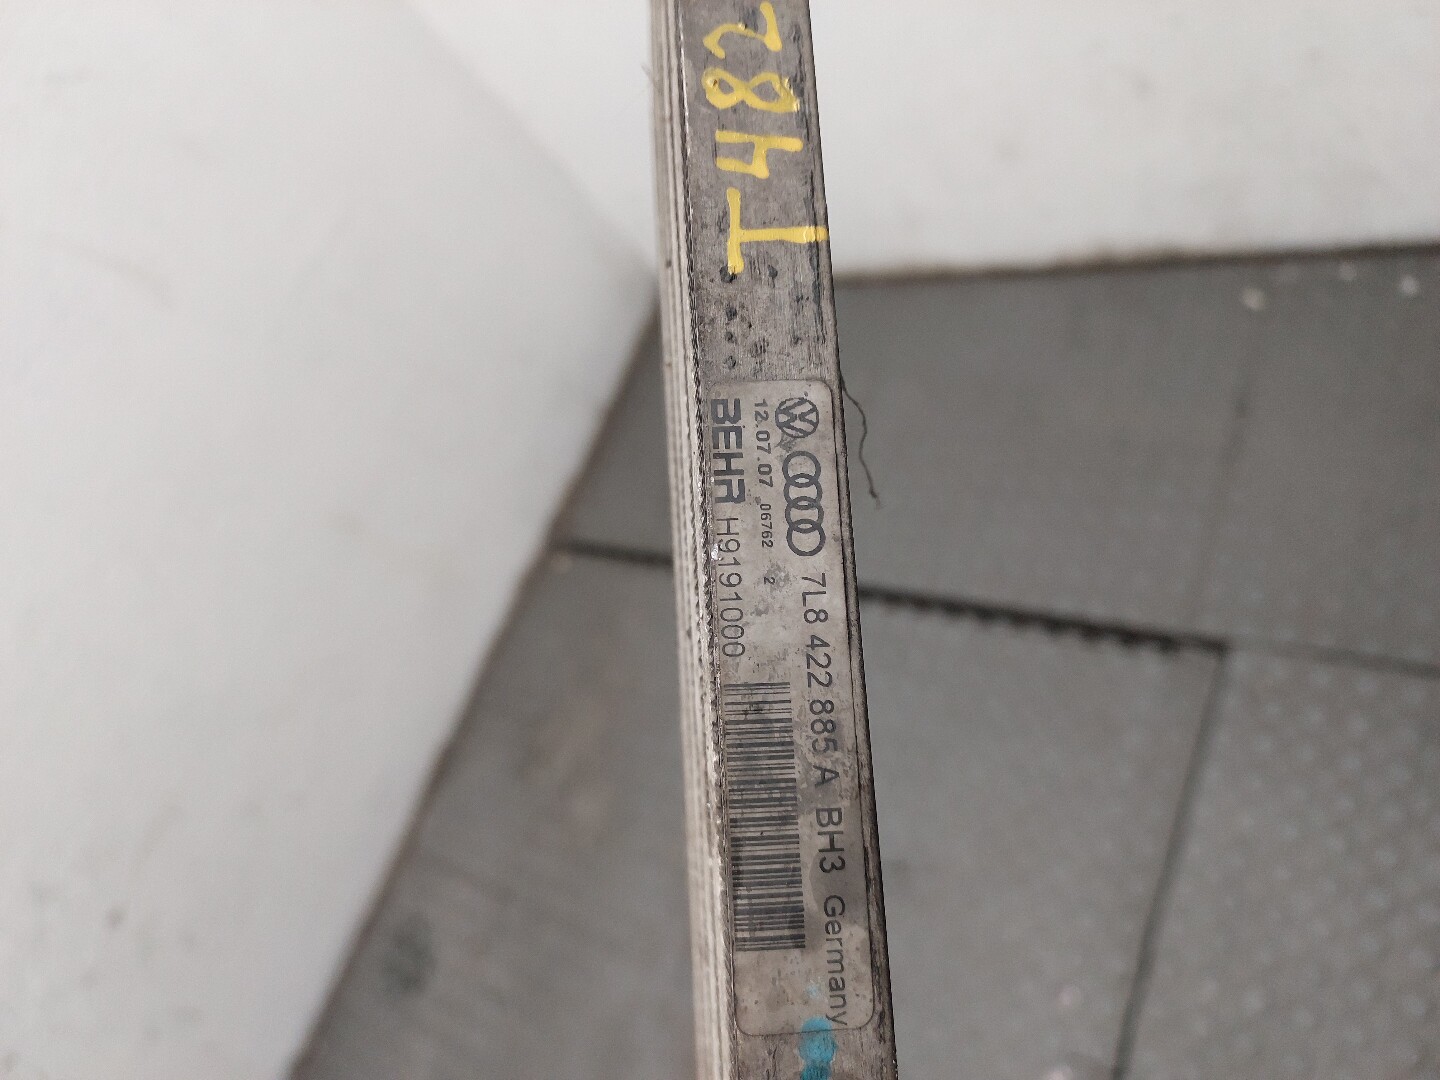 T482
7L8 422 885 A BH3 Germany
12.07.07 06762 2
BEHR H9191000